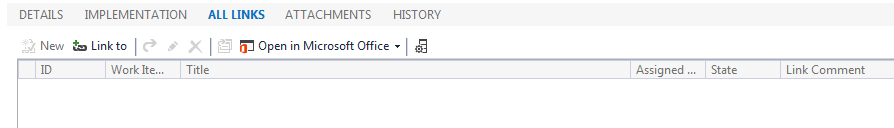 DETAILS IMPLEMENTATION ALL LINKS ATTACHMENTS HISTORY
New Link to Open in Microsoft Office
ID Work Ite... Title Assigned ... State Link Comment